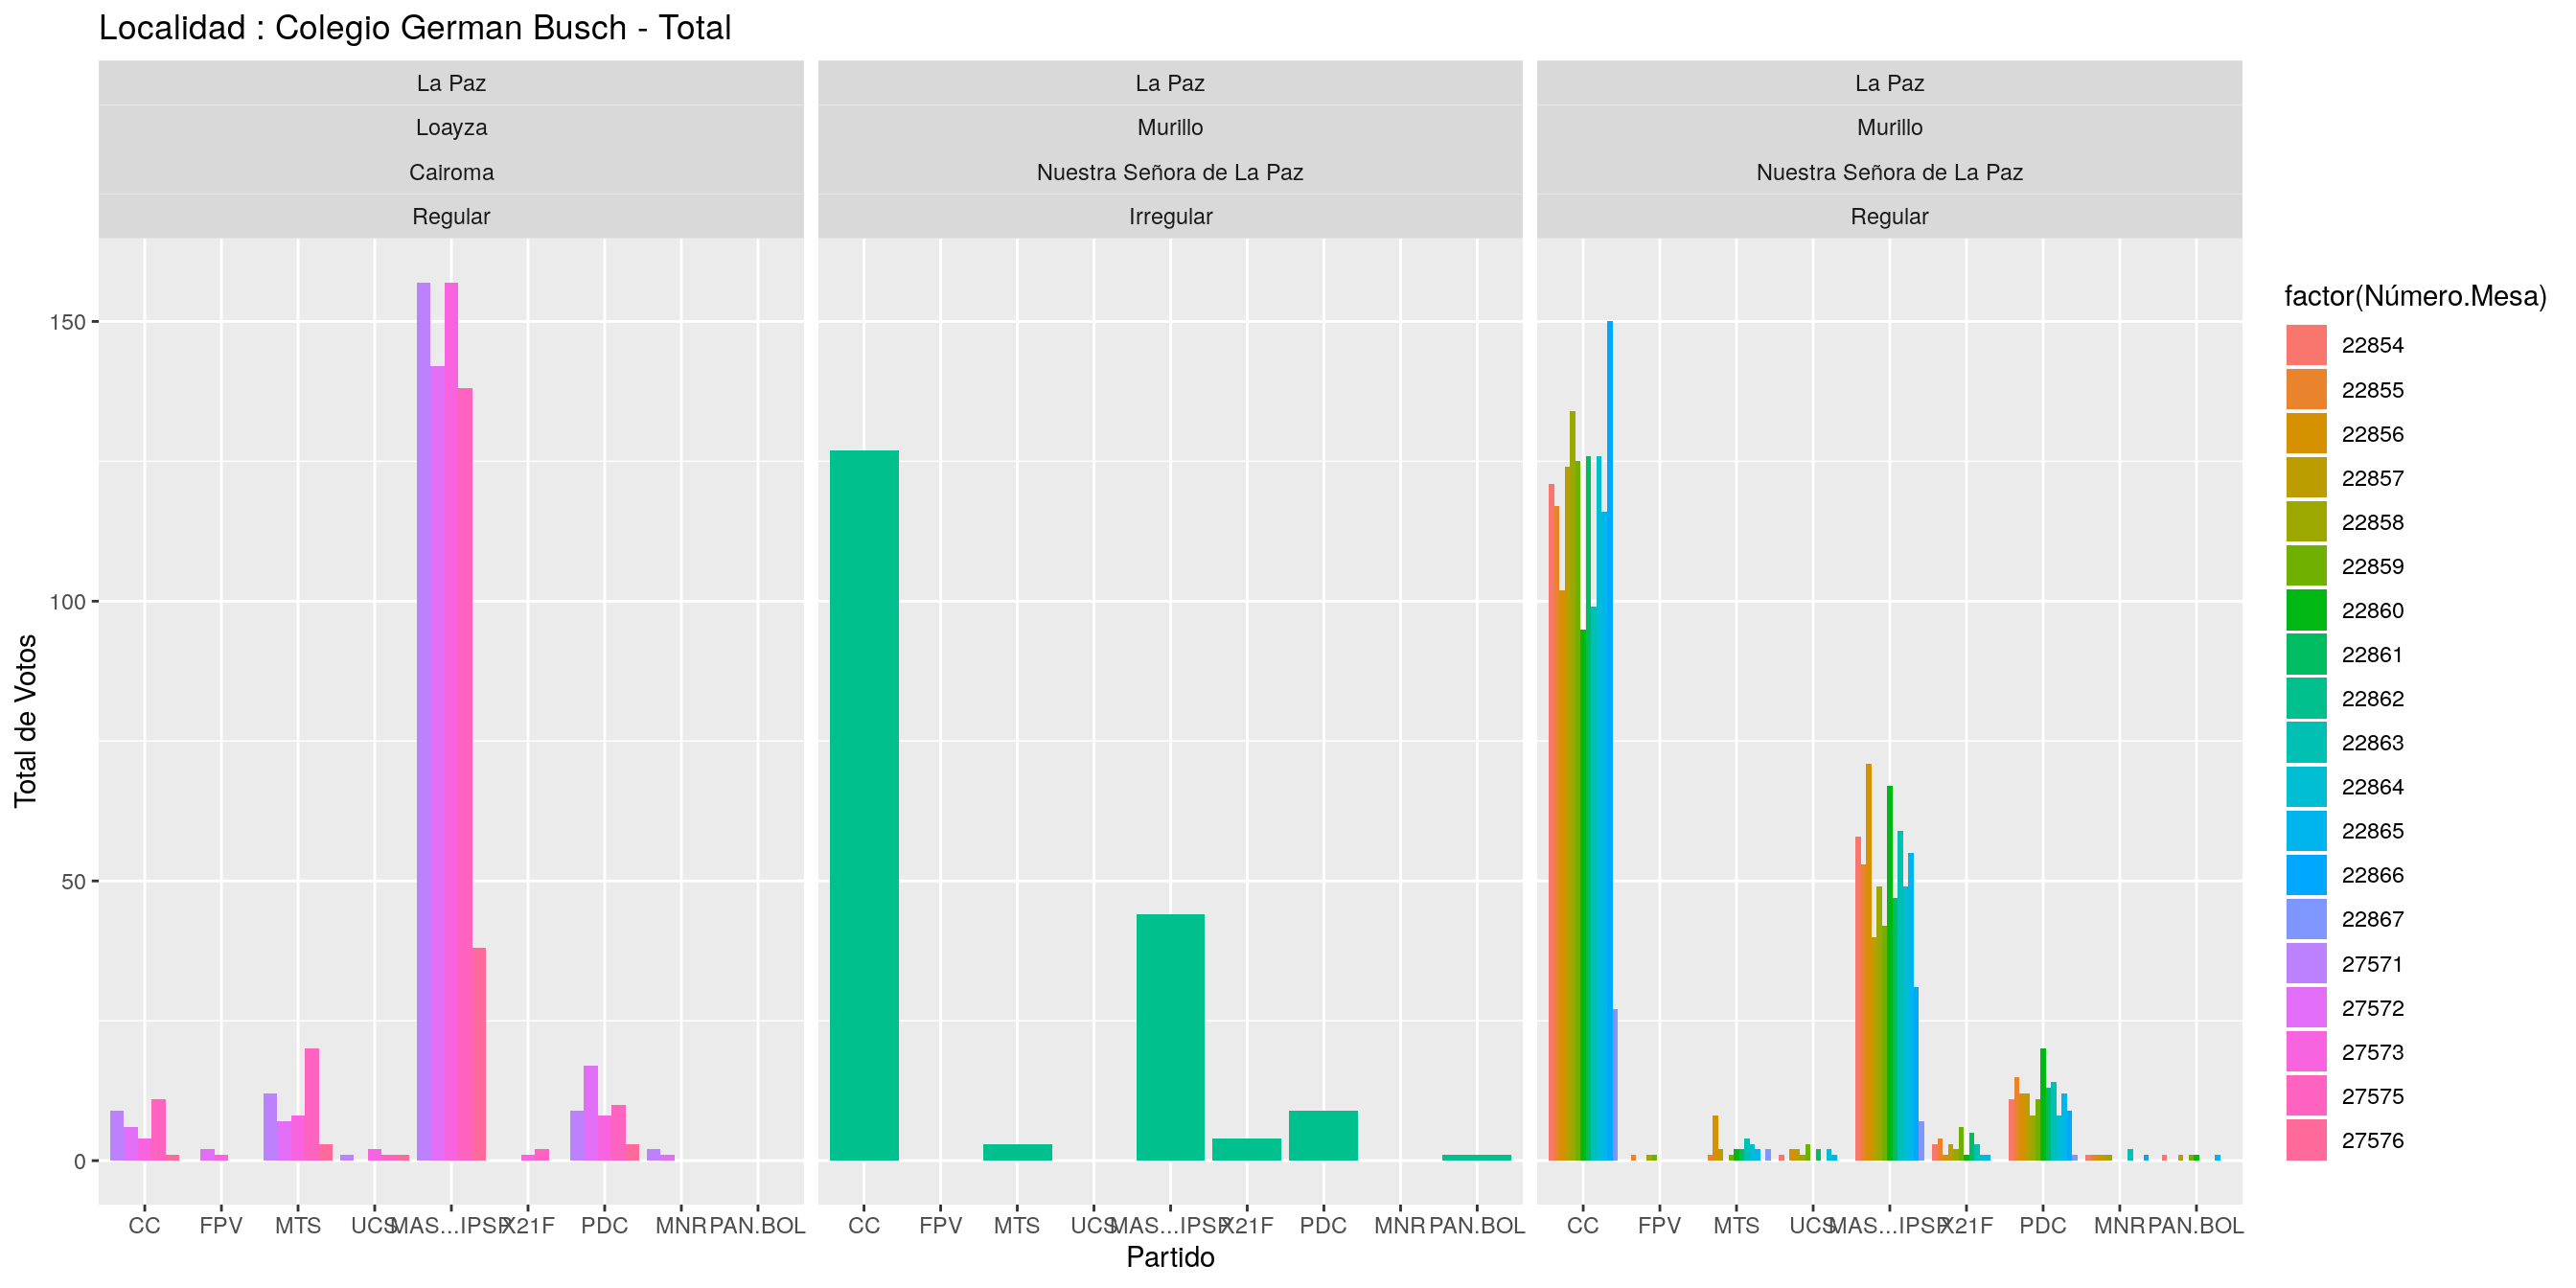 Localidad : Colegio German Busch - Total
La Paz
Loayza
Cairoma
Regular
La Paz
Murillo
Nuestra Señora de La Paz
Irregular
La Paz
Murillo
Nuestra Señora de La Paz
Regular
Total de Votos
150
100
50
0
CC FPV MTS UCS MAS...IPSP X21F PDC MNR PAN.BOL
CC FPV MTS UCS MAS...IPSP X21F PDC MNR PAN.BOL
CC FPV MTS UCS MAS...IPSP X21F PDC MNR PAN.BOL
Partido
factor(Número.Mesa)
22854
22855
22856
22857
22858
22859
22860
22861
22862
22863
22864
22865
22866
22867
27571
27572
27573
27575
27576